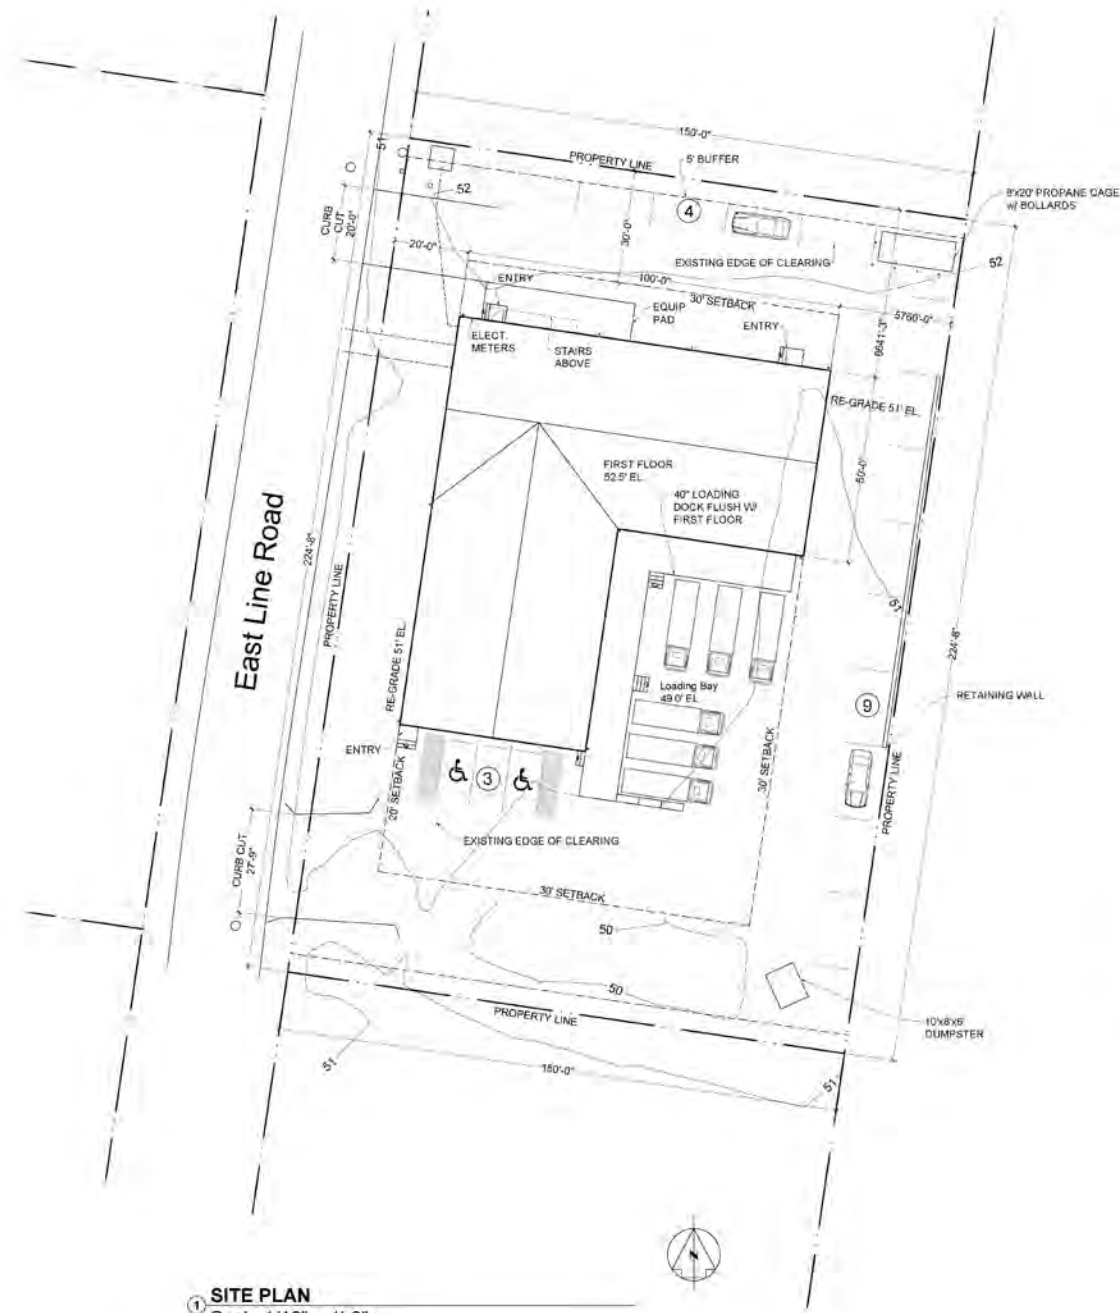 150'-0"
PROPERTY LINE
5' BUFFER
51
52
4
8'x20' PROPANE CAGE
w/ BOLLARDS
CURB
CUT
20'-0"
20'-0"
30'-0"
EXISTING EDGE OF CLEARING
52
ENTRY
100'-0"
30' SETBACK
EQUIP
PAD
ENTRY
ELECT.
METERS
STAIRS
ABOVE
RE-GRADE 51' EL.
FIRST FLOOR
52.5' EL.
40" LOADING
DOCK FLUSH W/
FIRST FLOOR
East Line Road
224'-8"
PROPERTY LINE
RE-GRADE 51' EL.
51
224'-8"
Loading Bay
49.0' EL.
9
RETAINING WALL
30' SETBACK
PROPERTY LINE
ENTRY
20' SETBACK
3
EXISTING EDGE OF CLEARING
CURB CUT
27'-9"
30' SETBACK
50
50
PROPERTY LINE
10'x8'x6'
DUMPSTER
51
150'-0"
51
N
1
SITE PLAN